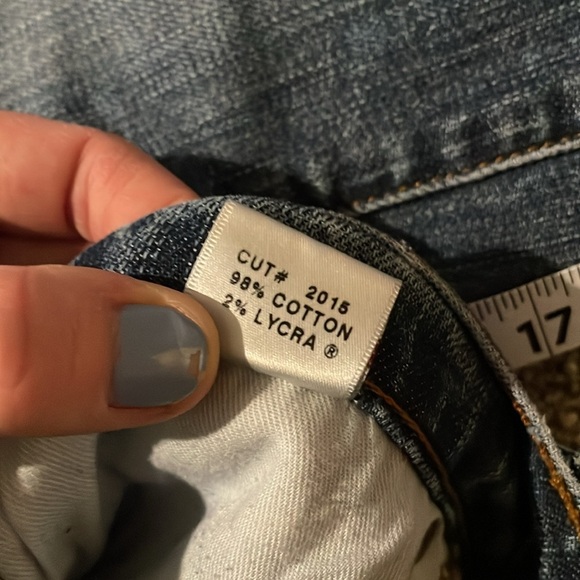 CUT# 2015
98% COTTON
2% LYCRA ®
17